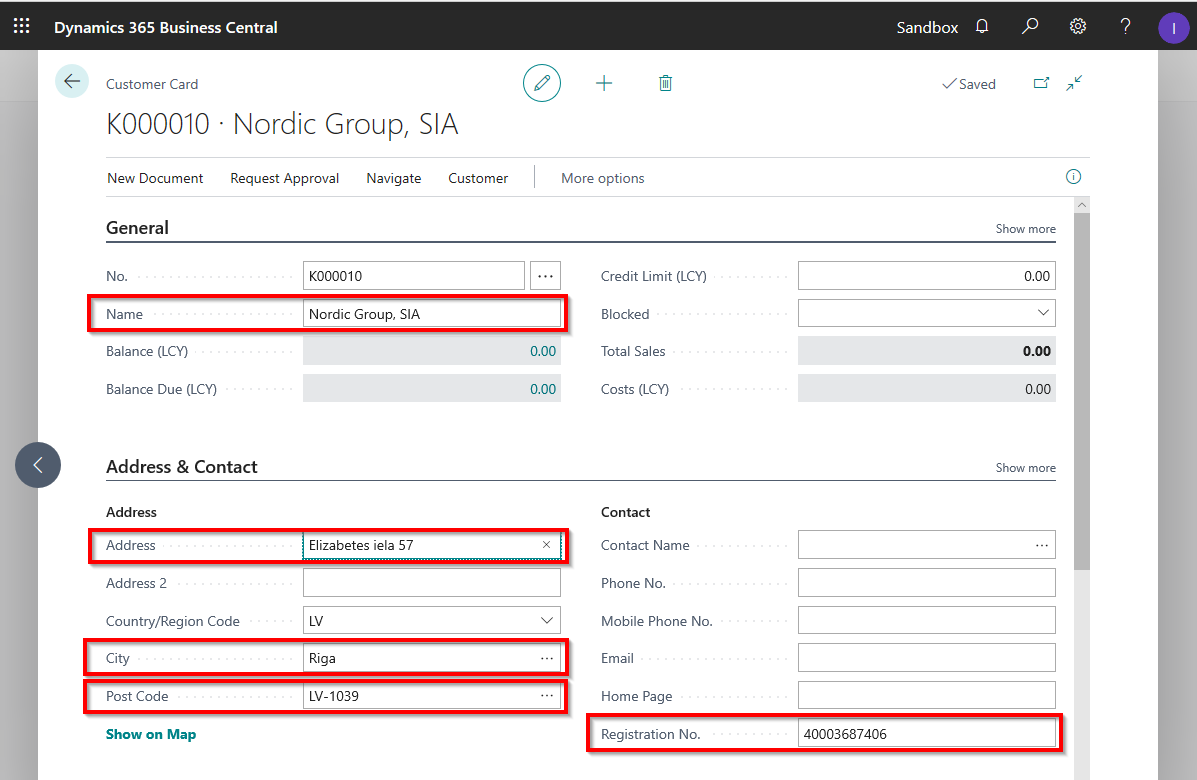 Dynamics 365 Business Central
Sandbox
?
I
Customer Card
Saved
K000010 · Nordic Group, SIA
New Document Request Approval Navigate Customer More options
General
Show more
No. K000010
Name Nordic Group, SIA
Balance (LCY) 0.00
Balance Due (LCY) 0.00
Credit Limit (LCY) 0.00
Blocked
Total Sales 0.00
Costs (LCY) 0.00
Address & Contact
Show more
Address
Address Elizabetes iela 57
Address 2
Country/Region Code LV
City Riga
Post Code LV-1039
Show on Map
Contact
Contact Name
Phone No.
Mobile Phone No.
Email
Home Page
Registration No. 40003687406